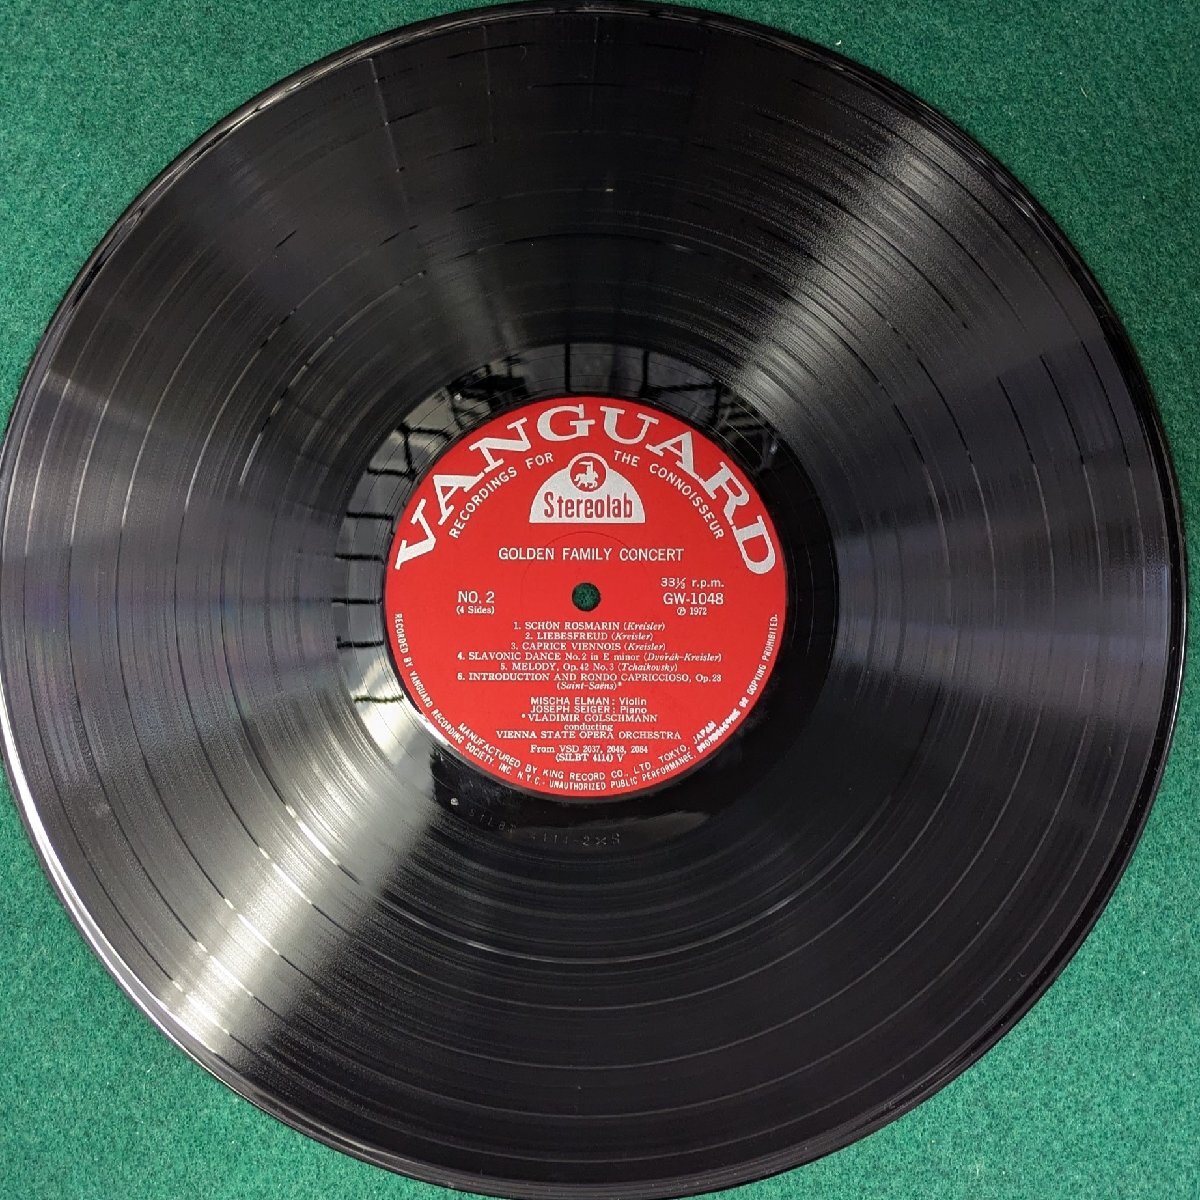 VANGUARD
RECORDINGS FOR THE CONNOISSEUR
Stereolab
GOLDEN FAMILY CONCERT
NO. 2
(4 Sides)
33⅓ r.p.m.
GW-1048
Ⓟ 1972
1. SCHÖN ROSMARIN (Kreisler)
2. LIEBESFREUD (Kreisler)
3. CAPRICE VIENNOIS (Kreisler)
4. SLAVONIC DANCE No. 2 in E minor (Dvořák-Kreisler)
5. MELODY, Op. 42 No. 3 (Tchaikovsky)
6. INTRODUCTION AND RONDO CAPRICCIOSO, Op. 28
(Saint-Saëns)*
MISCHA ELMAN : Violin
JOSEPH SEIGER : Piano
*VLADIMIR GOLSCHMANN
conducting
VIENNA STATE OPERA ORCHESTRA
From VSD 2037, 2048, 2084
(SILBT 4111) V
MANUFACTURED BY KING RECORD CO., LTD. TOKYO, JAPAN
RECORDED BY VANGUARD RECORDING SOCIETY, INC. N.Y.C. · UNAUTHORIZED PUBLIC PERFORMANCE, BROADCASTING OR COPYING PROHIBITED.